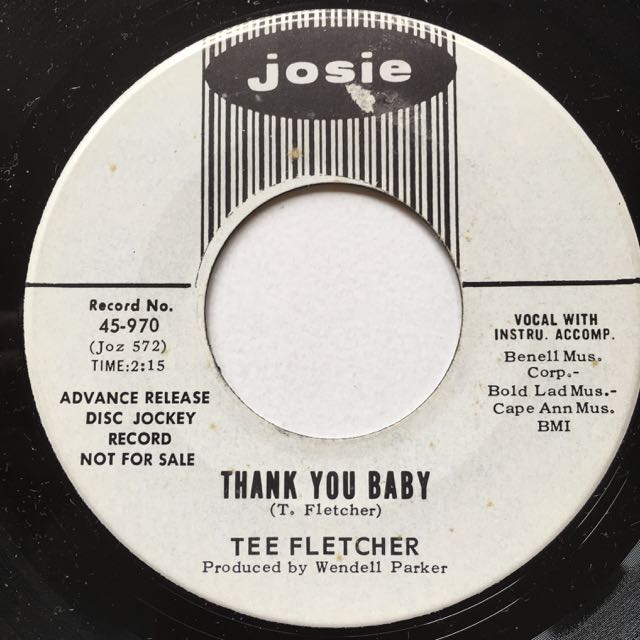 josie
Record No.
45-970
(Joz 572)
TIME:2:15
ADVANCE RELEASE
DISC JOCKEY
RECORD
NOT FOR SALE
VOCAL WITH
INSTRU. ACCOMP.
Benell Mus.
Corp.-
Bold Lad Mus.-
Cape Ann Mus.
BMI
THANK YOU BABY
(T. Fletcher)
TEE FLETCHER
Produced by Wendell Parker